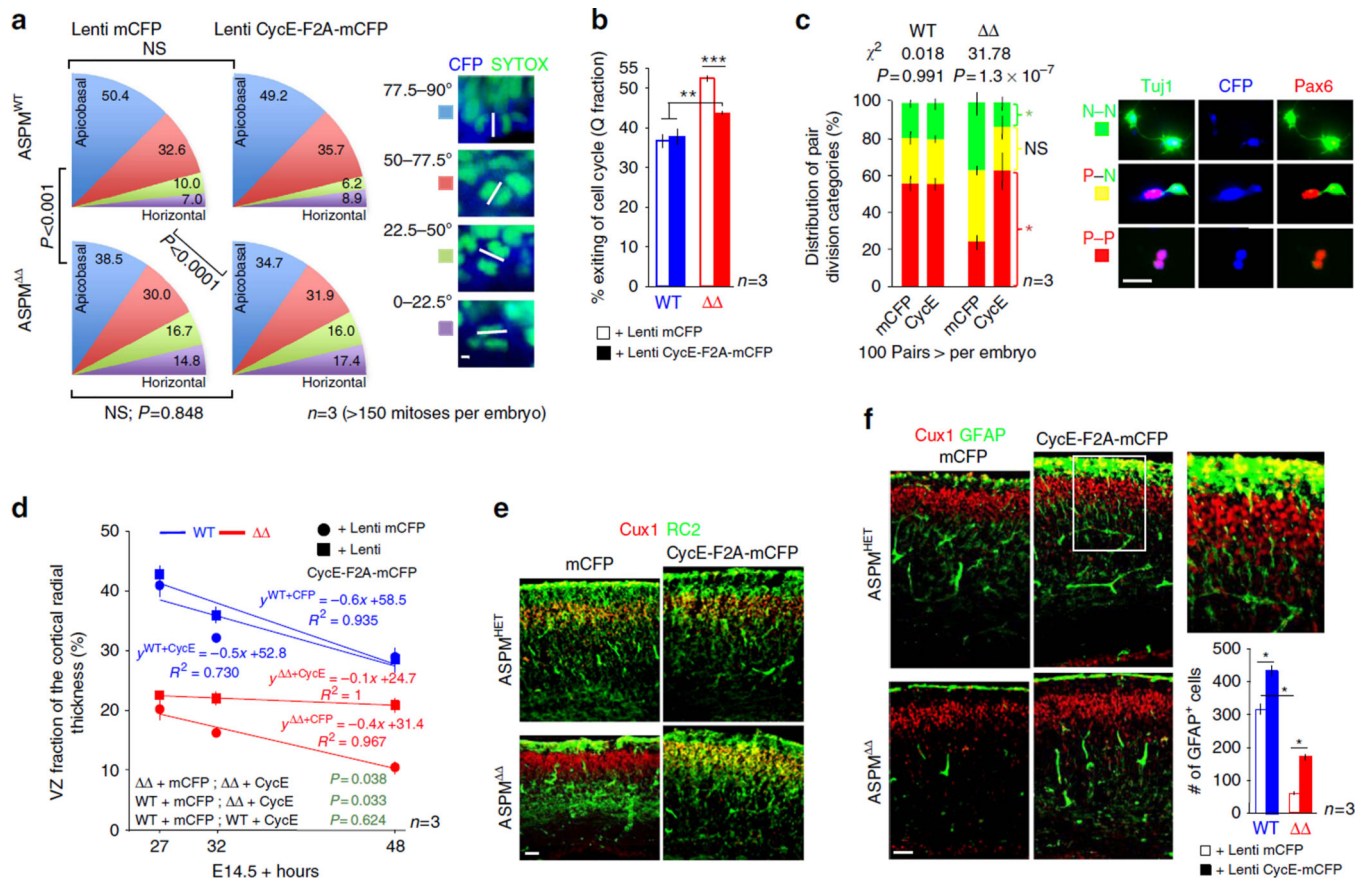 a
Lenti mCFP
Lenti CycE-F2A-mCFP
NS
ASPM^WT
Apicobasal
50.4
32.6
10.0
7.0
Horizontal
Apicobasal
49.2
35.7
6.2
8.9
Horizontal
P<0.001
P<0.0001
ASPM^ΔΔ
Apicobasal
38.5
30.0
16.7
14.8
Horizontal
Apicobasal
34.7
31.9
16.0
17.4
Horizontal
NS; P=0.848
n=3 (>150 mitoses per embryo)
CFP SYTOX
77.5–90°
50–77.5°
22.5–50°
0–22.5°
b
% exiting of cell cycle (Q fraction)
55
50
40
30
20
10
0
***
**
WT
ΔΔ
n=3
+ Lenti mCFP
+ Lenti CycE-F2A-mCFP
c
WT ΔΔ
χ² 0.018 31.78
P=0.991 P=1.3 × 10⁻⁷
Distribution of pair
division categories (%)
100
80
60
40
20
0
*
NS
*
n=3
mCFP
CycE
mCFP
CycE
100 Pairs > per embryo
Tuj1 CFP Pax6
N–N
P–N
P–P
d
VZ fraction of the cortical radial
thickness (%)
50
40
30
20
10
0
WT ΔΔ
+ Lenti mCFP
+ Lenti
CycE-F2A-mCFP
y^WT+CFP = −0.6x +58.5
R² = 0.935
y^WT+CycE = −0.5x +52.8
R² = 0.730
y^ΔΔ+CycE = −0.1x +24.7
R² = 1
y^ΔΔ+CFP = −0.4x +31.4
R² = 0.967
ΔΔ + mCFP ; ΔΔ + CycE P=0.038
WT + mCFP ; ΔΔ + CycE P=0.033
WT + mCFP ; WT + CycE P=0.624
n=3
27 32 48
E14.5 + hours
e
Cux1 RC2
mCFP
CycE-F2A-mCFP
ASPM^HET
ASPM^ΔΔ
f
Cux1 GFAP
mCFP
CycE-F2A-mCFP
ASPM^HET
ASPM^ΔΔ
# of GFAP⁺ cells
500
400
300
200
100
0
*
*
*
WT
ΔΔ
n=3
+ Lenti mCFP
+ Lenti CycE-mCFP